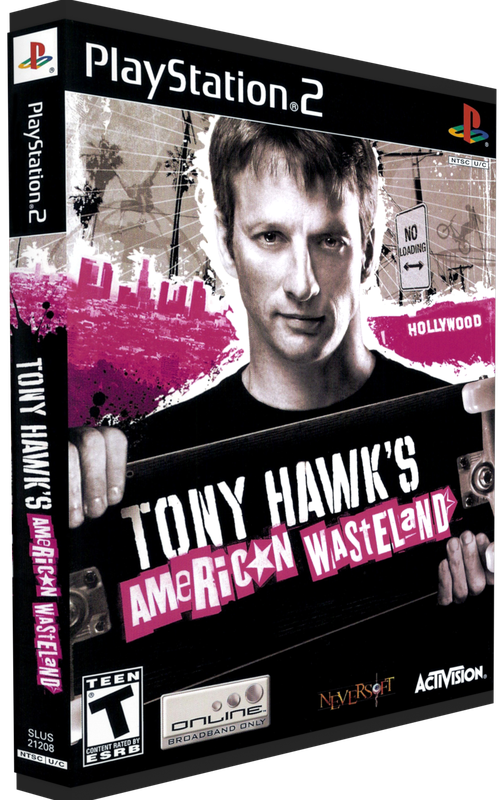 PlayStation®2
NTSC U/C
NO
LOADING
HOLLYWOOD
TONY HAWK'S
AMeRiCAN WAStELaND
TEEN
T
CONTENT RATED BY
ESRB
ONLINE
BROADBAND ONLY
NEVERSOFT
ACTIVISION®
PlayStation®2
TONY HAWK'S AMeRiCAN WAStELaND
SLUS
21208
NTSC U/C